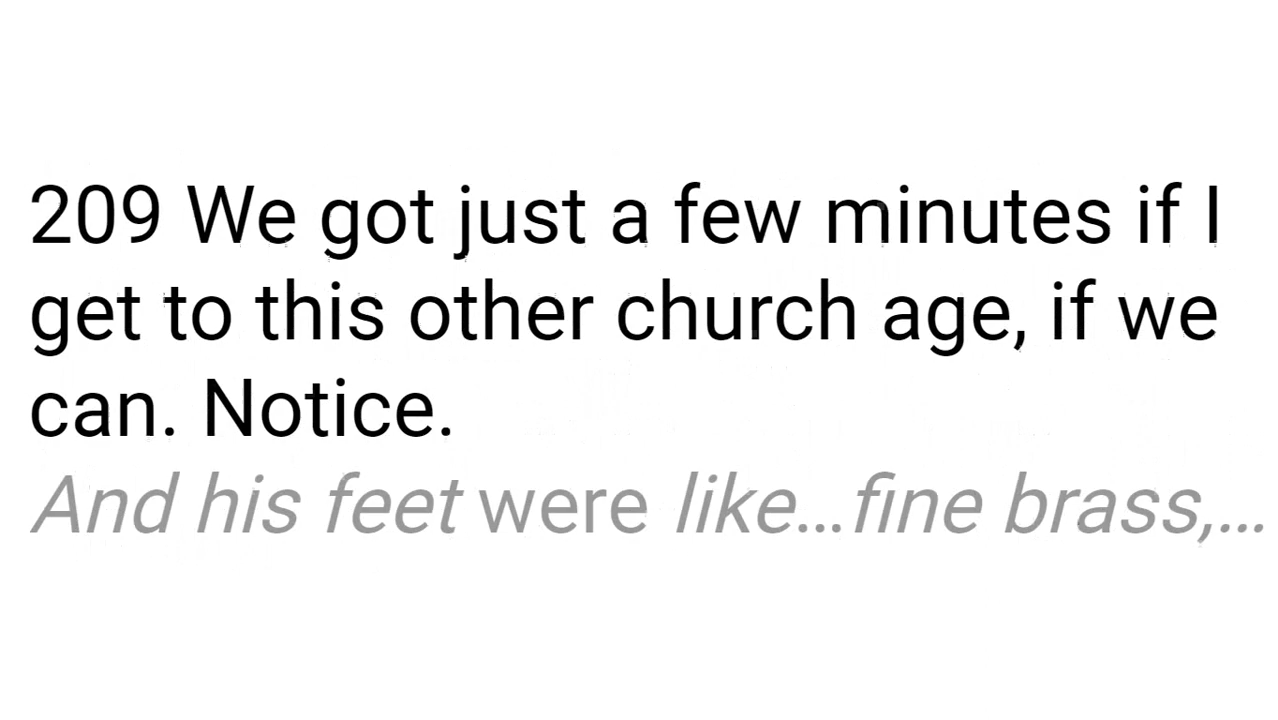 209 We got just a few minutes if I
get to this other church age, if we
can. Notice.
And his feet were like...fine brass,...